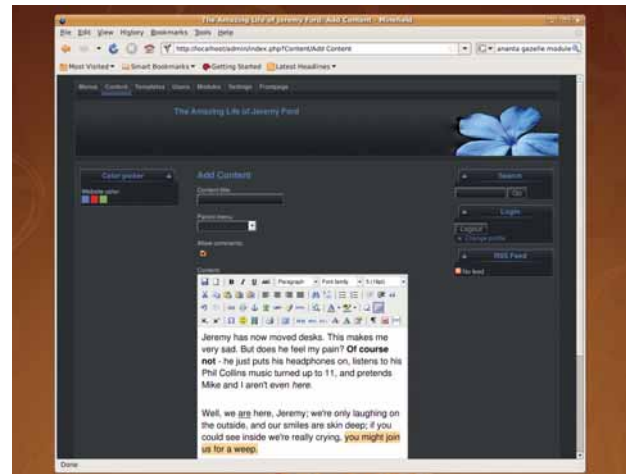 The Amazing Life of Jeremy Ford: Add Content - Minefield
File Edit View History Bookmarks Tools Help
http://localhost/admin/index.php?Content/Add Content
ananta gazelle module
Most Visited Smart Bookmarks Getting Started Latest Headlines
Menus Content Templates Users Modules Settings Frontpage
The Amazing Life of Jeremy Ford
Color picker
Website color
Add Content
Content title
Parent menu
Allow comments
Content
Paragraph Font family
Jeremy has now moved desks. This makes me
very sad. But does he feel my pain? Of course
not - he just puts his headphones on, listens to his
Phil Collins music turned up to 11, and pretends
Mike and I aren't even here.
Well, we are here, Jeremy; we're only laughing on
the outside, and our smiles are skin deep; if you
could see inside we're really crying, you might join
us for a weep.
Search
Go
Login
Logout
Change profile
RSS Feed
No feed
Done